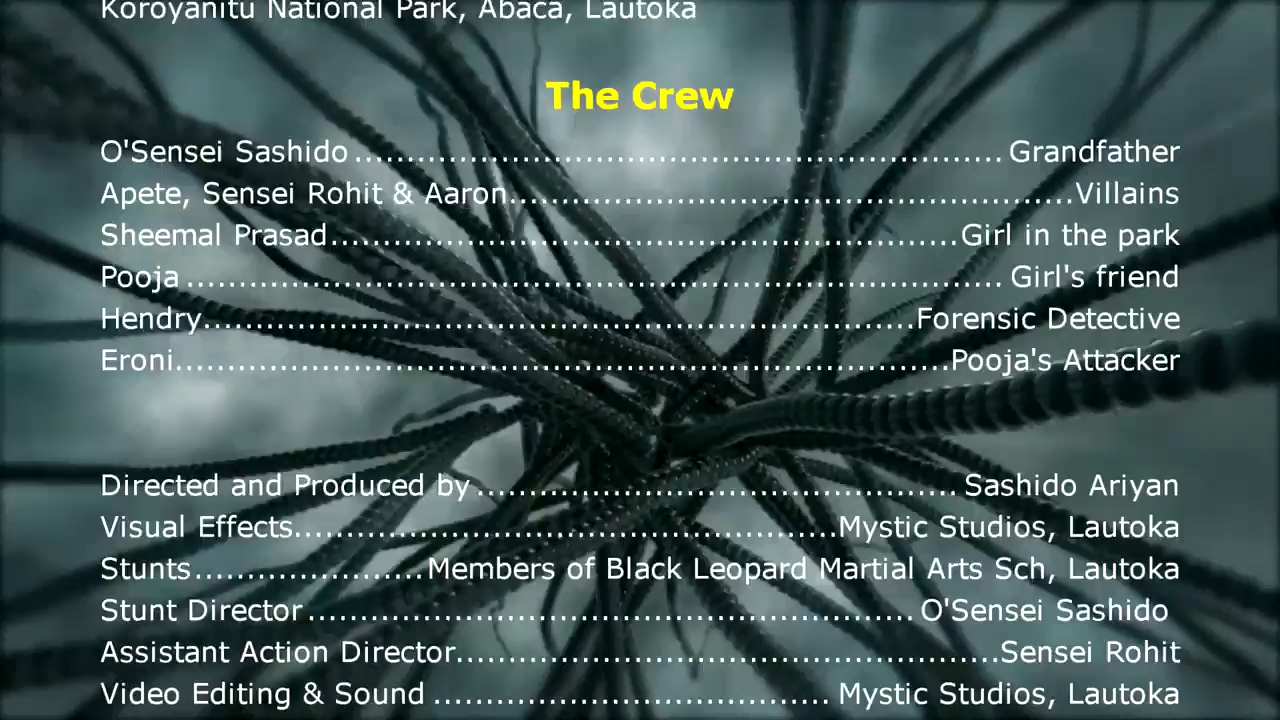 Koroyanitu National Park, Abaca, Lautoka
The Crew
O'Sensei Sashido.............................................................. Grandfather
Apete, Sensei Rohit & Aaron......................................................Villains
Sheemal Prasad............................................................Girl in the park
Pooja .............................................................................. Girl's friend
Hendry....................................................................Forensic Detective
Eroni..........................................................................Pooja's Attacker
Directed and Produced by.............................................. Sashido Ariyan
Visual Effects....................................................Mystic Studios, Lautoka
Stunts......................Members of Black Leopard Martial Arts Sch, Lautoka
Stunt Director .......................................................... O'Sensei Sashido
Assistant Action Director....................................................Sensei Rohit
Video Editing & Sound ...................................... Mystic Studios, Lautoka